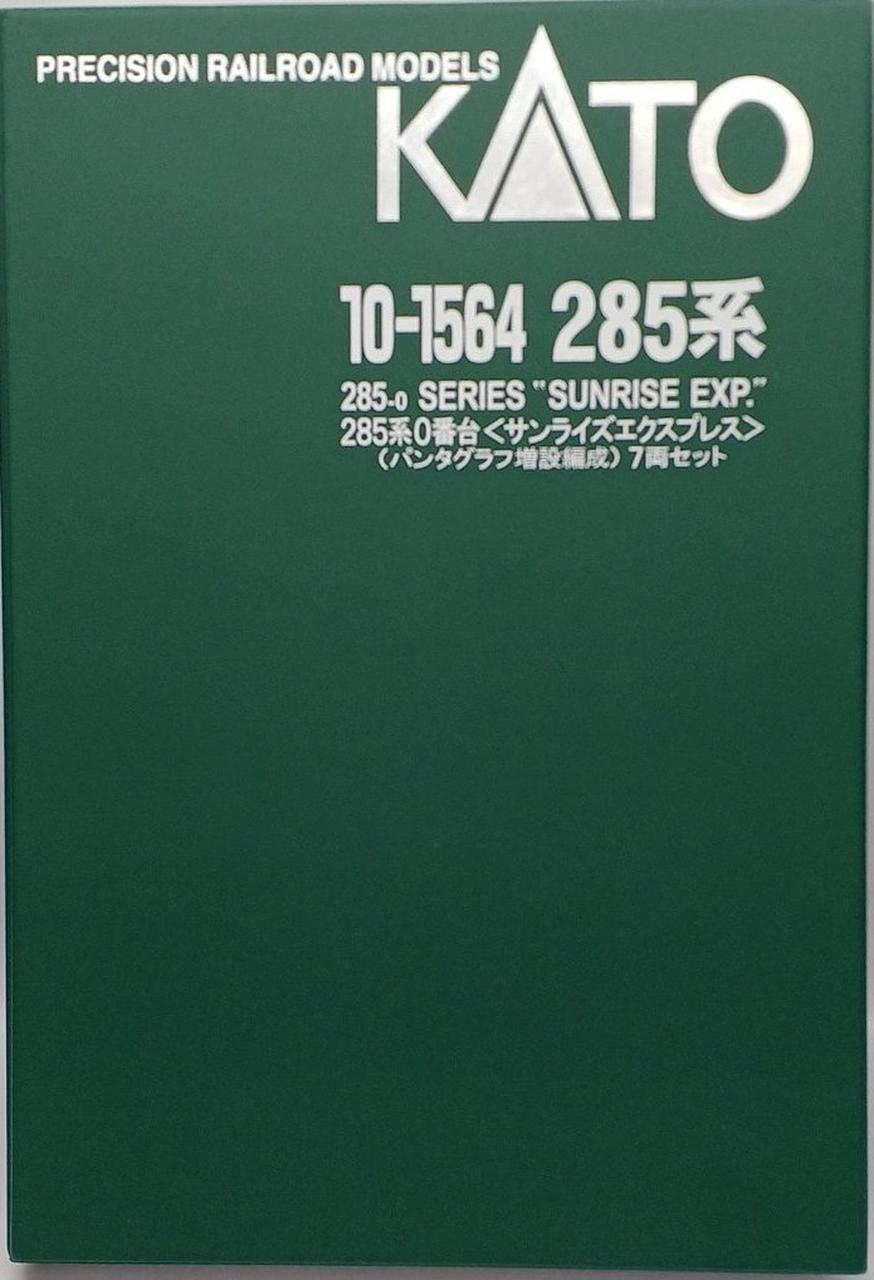 PRECISION RAILROAD MODELS
KATO
10-1564 285系
285-0 SERIES “SUNRISE EXP.”
285系0番台<サンライズエクスプレス>
(パンタグラフ増設編成) 7両セット